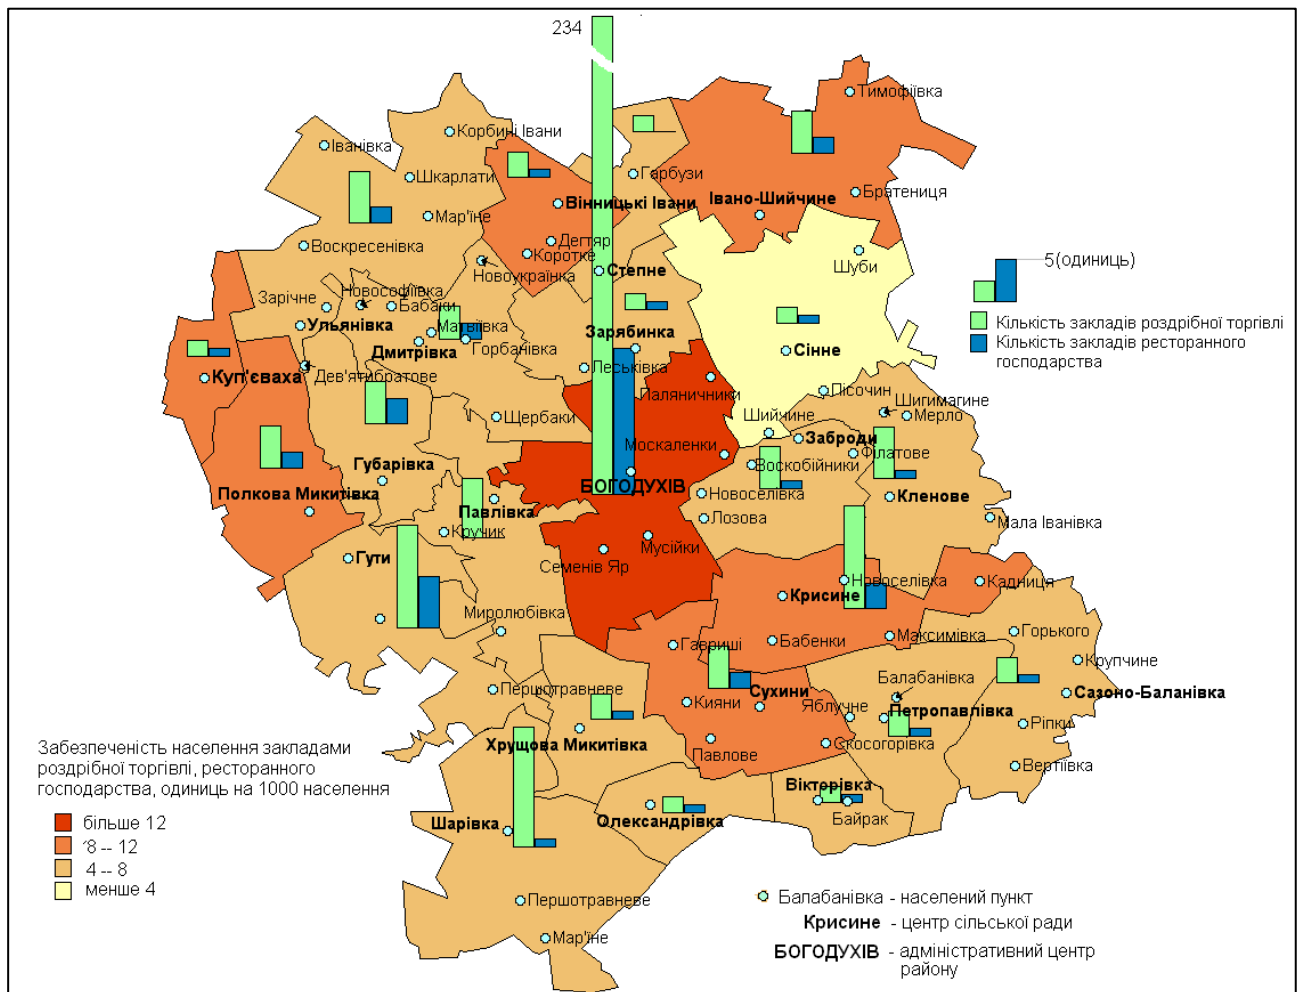 234
Тимофіївка
Корбині Івани
Іванівка
Гарбузи
Шкарлати
Братениця
Івано-Шийчине
Вінницькі Івани
Мар'їне
Дегтяр
Воскресенівка
Коротке
Шуби
5(одиниць)
Новоукраїнка
Степне
Новософіївка
Зарічне
Бабаки
Кількість закладів роздрібної торгівлі
Ульянівка
Матвіївка
Зарябинка
Кількість закладів ресторанного
господарства
Дмитрівка
Горбанівка
Сінне
Леськівка
Куп'єваха
Дев'ятибратове
Паляничники
Пісочин
Шигимагине
Щербаки
Шийчине
Мерло
Заброди
Москаленки
Філатове
Губарівка
Воскобійники
БОГОДУХІВ
Полкова Микитівка
Новоселівка
Кленове
Павлівка
Лозова
Мала Іванівка
Кручик
Мусійки
Гути
Семенів Яр
Новоселівка
Кадниця
Крисине
Миролюбівка
Гавриші
Бабенки
Максимівка
Горького
Крупчине
Балабанівка
Першотравневе
Сухини
Сазоно-Баланівка
Кияни
Яблучне
Петропавлівка
Ріпки
Хрущова Микитівка
Павлове
Скосогорівка
Вертіївка
Забезпеченість населення закладами
роздрібної торгівлі, ресторанного
господарства, одиниць на 1000 населення
Вікторівка
більше 12
Шарівка
Олександрівка
Байрак
8 -- 12
4 -- 8
менше 4
Першотравневе
Балабанівка - населений пункт
Крисине - центр сільської ради
Мар'їне
БОГОДУХІВ - адміністративний центр
району